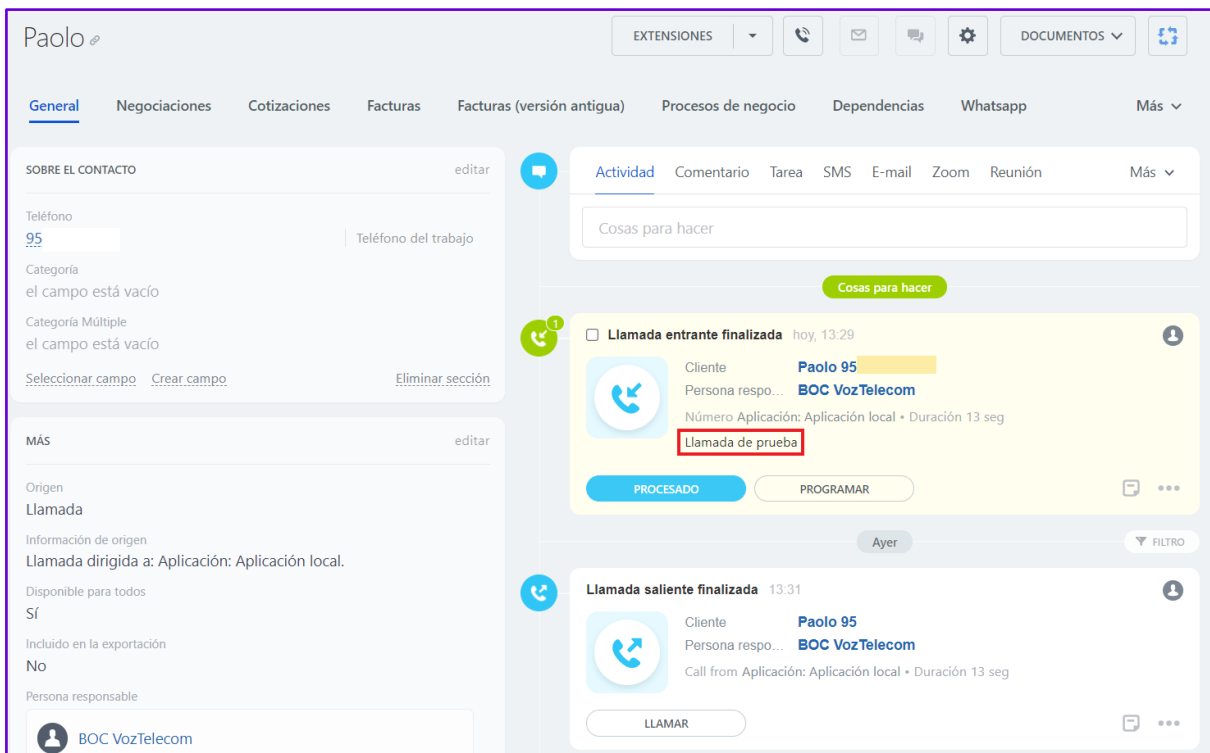 Paolo
EXTENSIONES
DOCUMENTOS
General Negociaciones Cotizaciones Facturas Facturas (versión antigua) Procesos de negocio Dependencias Whatsapp Más
SOBRE EL CONTACTO editar
Teléfono
95 Teléfono del trabajo
Categoría
el campo está vacío
Categoría Múltiple
el campo está vacío
Seleccionar campo Crear campo Eliminar sección
MÁS editar
Origen
Llamada
Información de origen
Llamada dirigida a: Aplicación: Aplicación local.
Disponible para todos
Sí
Incluido en la exportación
No
Persona responsable
BOC VozTelecom
Actividad Comentario Tarea SMS E-mail Zoom Reunión Más
Cosas para hacer
Cosas para hacer
1
Llamada entrante finalizada hoy, 13:29
Cliente Paolo 95
Persona respo... BOC VozTelecom
Número Aplicación: Aplicación local • Duración 13 seg
Llamada de prueba
PROCESADO PROGRAMAR
Ayer FILTRO
Llamada saliente finalizada 13:31
Cliente Paolo 95
Persona respo... BOC VozTelecom
Call from Aplicación: Aplicación local • Duración 13 seg
LLAMAR